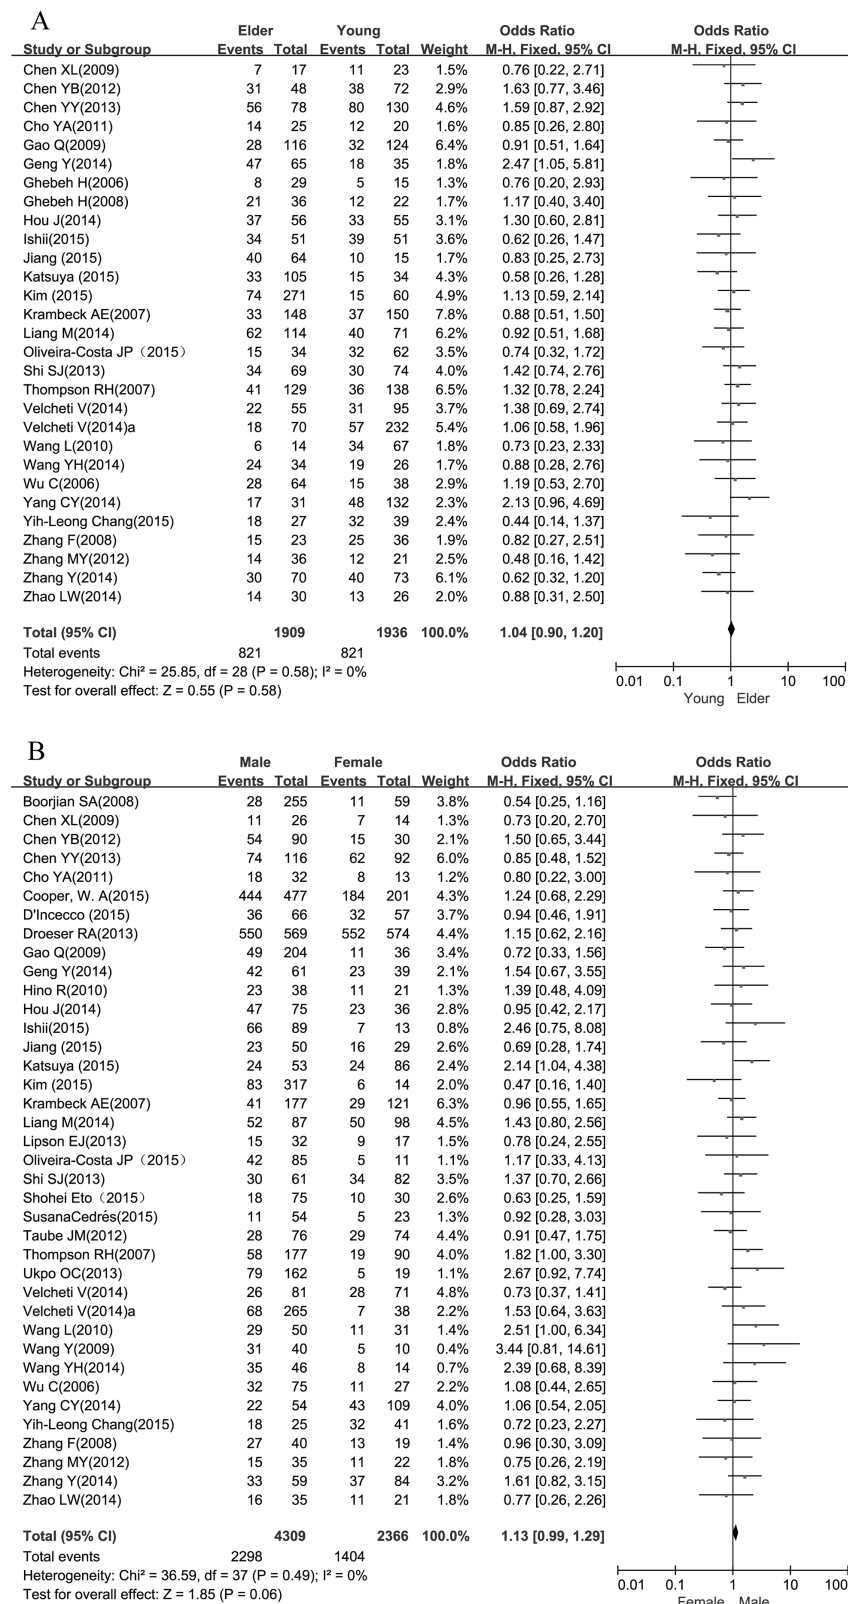 A
Elder Young Odds Ratio Odds Ratio
Study or Subgroup Events Total Events Total Weight M-H, Fixed, 95% CI M-H, Fixed, 95% CI
Chen XL(2009) 7 17 11 23 1.5% 0.76 [0.22, 2.71]
Chen YB(2012) 31 48 38 72 2.9% 1.63 [0.77, 3.46]
Chen YY(2013) 56 78 80 130 4.6% 1.59 [0.87, 2.92]
Cho YA(2011) 14 25 12 20 1.6% 0.85 [0.26, 2.80]
Gao Q(2009) 28 116 32 124 6.4% 0.91 [0.51, 1.64]
Geng Y(2014) 47 65 18 35 1.8% 2.47 [1.05, 5.81]
Ghebeh H(2006) 8 29 5 15 1.3% 0.76 [0.20, 2.93]
Ghebeh H(2008) 21 36 12 22 1.7% 1.17 [0.40, 3.40]
Hou J(2014) 37 56 33 55 3.1% 1.30 [0.60, 2.81]
Ishii(2015) 34 51 39 51 3.6% 0.62 [0.26, 1.47]
Jiang (2015) 40 64 10 15 1.7% 0.83 [0.25, 2.73]
Katsuya (2015) 33 105 15 34 4.3% 0.58 [0.26, 1.28]
Kim (2015) 74 271 15 60 4.9% 1.13 [0.59, 2.14]
Krambeck AE(2007) 33 148 37 150 7.8% 0.88 [0.51, 1.50]
Liang M(2014) 62 114 40 71 6.2% 0.92 [0.51, 1.68]
Oliveira-Costa JP（2015） 15 34 32 62 3.5% 0.74 [0.32, 1.72]
Shi SJ(2013) 34 69 30 74 4.0% 1.42 [0.74, 2.76]
Thompson RH(2007) 41 129 36 138 6.5% 1.32 [0.78, 2.24]
Velcheti V(2014) 22 55 31 95 3.7% 1.38 [0.69, 2.74]
Velcheti V(2014)a 18 70 57 232 5.4% 1.06 [0.58, 1.96]
Wang L(2010) 6 14 34 67 1.8% 0.73 [0.23, 2.33]
Wang YH(2014) 24 34 19 26 1.7% 0.88 [0.28, 2.76]
Wu C(2006) 28 64 15 38 2.9% 1.19 [0.53, 2.70]
Yang CY(2014) 17 31 48 132 2.3% 2.13 [0.96, 4.69]
Yih-Leong Chang(2015) 18 27 32 39 2.4% 0.44 [0.14, 1.37]
Zhang F(2008) 15 23 25 36 1.9% 0.82 [0.27, 2.51]
Zhang MY(2012) 14 36 12 21 2.5% 0.48 [0.16, 1.42]
Zhang Y(2014) 30 70 40 73 6.1% 0.62 [0.32, 1.20]
Zhao LW(2014) 14 30 13 26 2.0% 0.88 [0.31, 2.50]
Total (95% CI) 1909 1936 100.0% 1.04 [0.90, 1.20]
Total events 821 821
Heterogeneity: Chi² = 25.85, df = 28 (P = 0.58); I² = 0%
Test for overall effect: Z = 0.55 (P = 0.58)
0.01 0.1 1 10 100
Young Elder
B
Male Female Odds Ratio Odds Ratio
Study or Subgroup Events Total Events Total Weight M-H, Fixed, 95% CI M-H, Fixed, 95% CI
Boorjian SA(2008) 28 255 11 59 3.8% 0.54 [0.25, 1.16]
Chen XL(2009) 11 26 7 14 1.3% 0.73 [0.20, 2.70]
Chen YB(2012) 54 90 15 30 2.1% 1.50 [0.65, 3.44]
Chen YY(2013) 74 116 62 92 6.0% 0.85 [0.48, 1.52]
Cho YA(2011) 18 32 8 13 1.2% 0.80 [0.22, 3.00]
Cooper, W. A(2015) 444 477 184 201 4.3% 1.24 [0.68, 2.29]
D'Incecco (2015) 36 66 32 57 3.7% 0.94 [0.46, 1.91]
Droeser RA(2013) 550 569 552 574 4.4% 1.15 [0.62, 2.16]
Gao Q(2009) 49 204 11 36 3.4% 0.72 [0.33, 1.56]
Geng Y(2014) 42 61 23 39 2.1% 1.54 [0.67, 3.55]
Hino R(2010) 23 38 11 21 1.3% 1.39 [0.48, 4.09]
Hou J(2014) 47 75 23 36 2.8% 0.95 [0.42, 2.17]
Ishii(2015) 66 89 7 13 0.8% 2.46 [0.75, 8.08]
Jiang (2015) 23 50 16 29 2.6% 0.69 [0.28, 1.74]
Katsuya (2015) 24 53 24 86 2.4% 2.14 [1.04, 4.38]
Kim (2015) 83 317 6 14 2.0% 0.47 [0.16, 1.40]
Krambeck AE(2007) 41 177 29 121 6.1% 0.96 [0.55, 1.65]
Liang M(2014) 52 87 50 98 4.5% 1.43 [0.80, 2.56]
Lipson EJ(2013) 15 32 9 17 1.5% 0.78 [0.24, 2.55]
Oliveira-Costa JP（2015） 42 85 5 11 1.1% 1.17 [0.33, 4.13]
Shi SJ(2013) 30 61 34 82 3.5% 1.37 [0.70, 2.66]
Shohei Eto（2015） 18 75 10 30 2.6% 0.63 [0.25, 1.59]
SusanaCedrés(2015) 11 54 5 23 1.3% 0.92 [0.28, 3.03]
Taube JM(2012) 28 76 29 74 4.4% 0.91 [0.47, 1.75]
Thompson RH(2007) 58 177 19 90 4.0% 1.82 [1.00, 3.30]
Ukpo OC(2013) 79 162 5 19 1.1% 2.67 [0.92, 7.74]
Velcheti V(2014) 26 81 28 71 4.8% 0.73 [0.37, 1.41]
Velcheti V(2014)a 68 265 7 38 2.2% 1.53 [0.64, 3.63]
Wang L(2010) 29 50 11 31 1.4% 2.51 [1.00, 6.34]
Wang Y(2009) 31 40 5 10 0.4% 3.44 [0.81, 14.61]
Wang YH(2014) 35 46 8 14 0.7% 2.39 [0.68, 8.39]
Wu C(2006) 32 75 11 27 2.2% 1.08 [0.44, 2.65]
Yang CY(2014) 22 54 43 109 4.0% 1.06 [0.54, 2.05]
Yih-Leong Chang(2015) 18 25 32 41 1.6% 0.72 [0.23, 2.27]
Zhang F(2008) 27 40 13 19 1.4% 0.96 [0.30, 3.09]
Zhang MY(2012) 15 35 11 22 1.8% 0.75 [0.26, 2.19]
Zhang Y(2014) 33 59 37 84 3.2% 1.61 [0.82, 3.15]
Zhao LW(2014) 16 35 11 21 1.8% 0.77 [0.26, 2.26]
Total (95% CI) 4309 2366 100.0% 1.13 [0.99, 1.29]
Total events 2298 1404
Heterogeneity: Chi² = 36.59, df = 37 (P = 0.49); I² = 0%
Test for overall effect: Z = 1.85 (P = 0.06)
0.01 0.1 1 10 100
Female Male